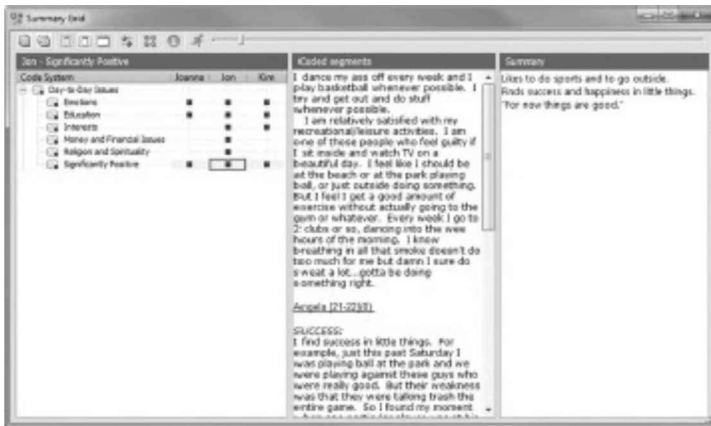 Summary Grid
Jon - Significantly Positive
Code System Joanna Jon Kim
Day-to-Day Issues
Emotions
Education
Interests
Money and Financial Issues
Religion and Spirituality
Significantly Positive
Coded segments
I dance my ass off every week and I
play basketball whenever possible. I
try and get out and do stuff
whenever possible.
I am relatively satisfied with my
recreational/leisure activities. I am
one of those people who feel guilty if
I sit inside and watch TV on a
beautiful day. I feel like I should be
at the beach or at the park playing
ball, or just outside doing something.
But I feel I get a good amount of
exercise without actually going to the
gym or whatever. Every week I go to
2 clubs or so, dancing into the wee
hours of the morning. I know
breathing in all that smoke doesn't do
too much for me but damn I sure do
sweat a lot...gotta be doing
something right.
Angela [21-22](0)
SUCCESS:
I find success in little things. For
example, just this past Saturday I
was playing ball at the park and we
were playing against these guys who
were really good. But their weakness
was that they were talking trash the
entire game. So I found my moment
Summary
Likes to do sports and to go outside.
Finds success and happiness in little things.
"For now things are good."